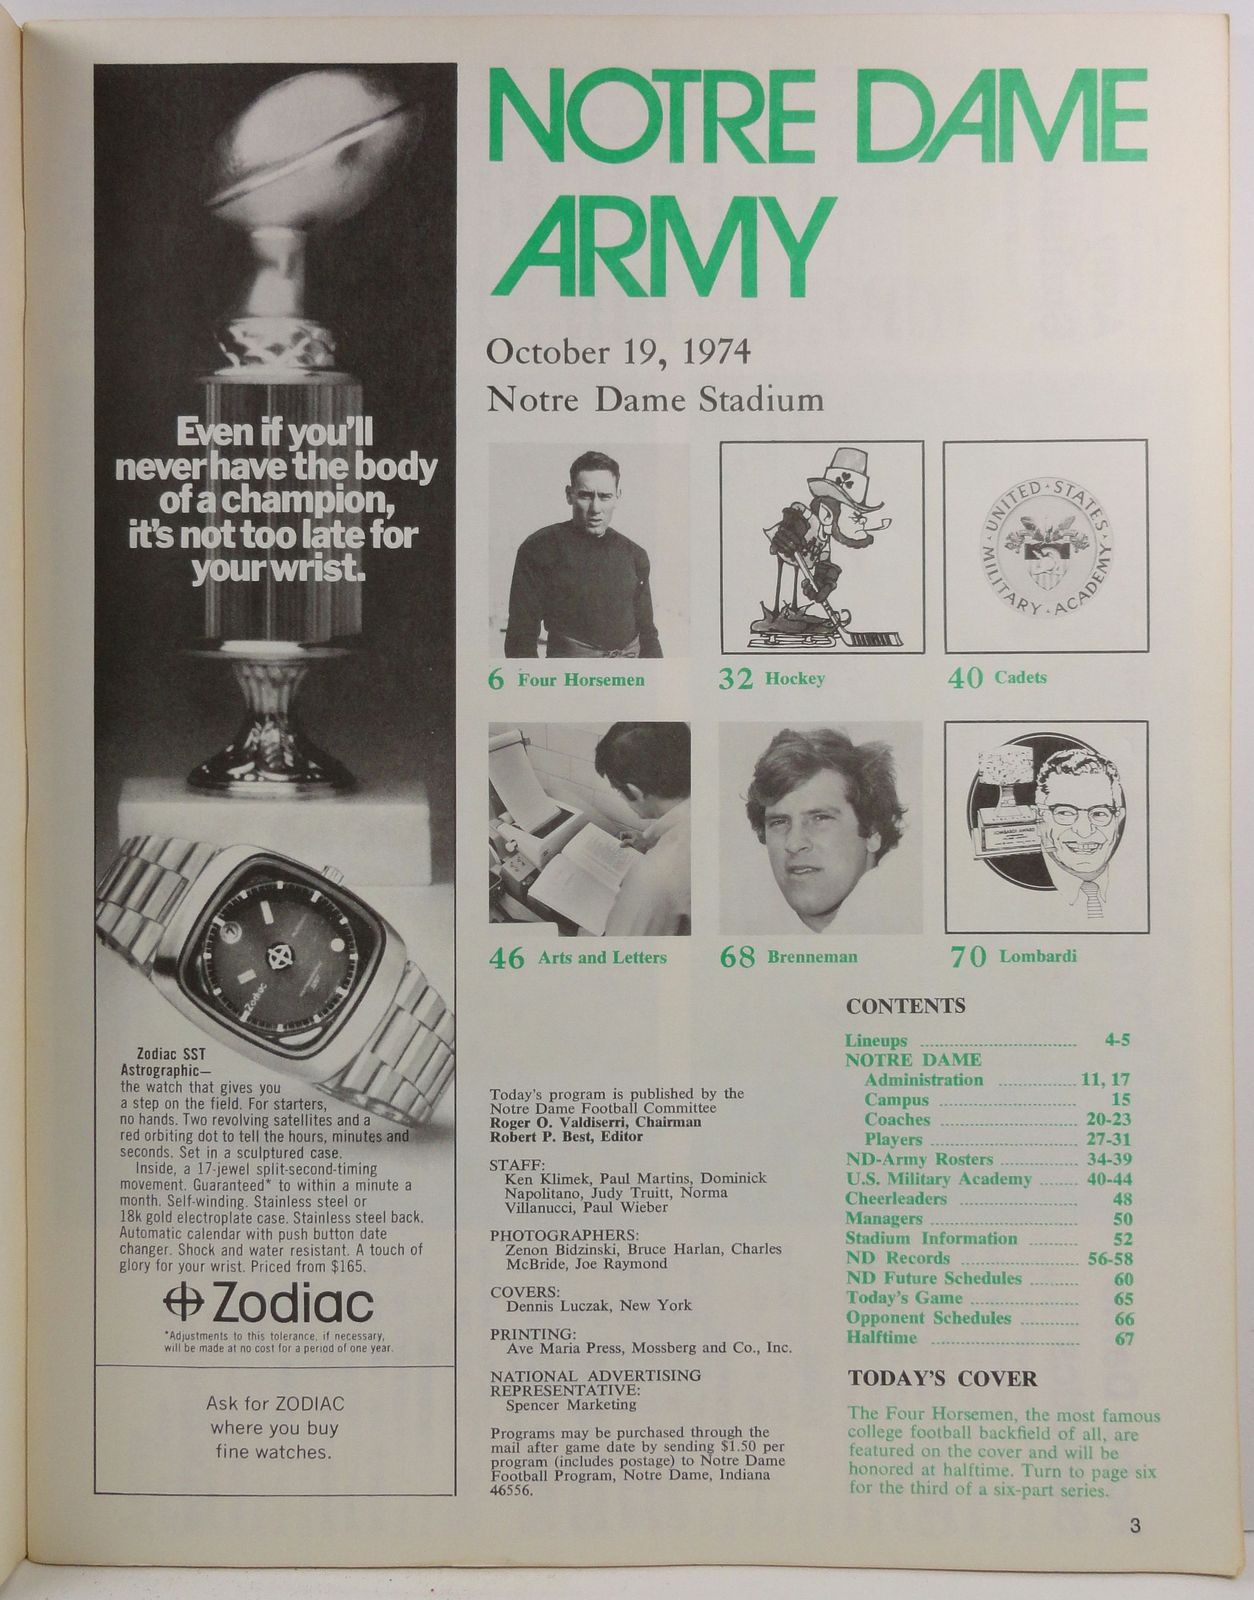 Even if you'll
never have the body
of a champion,
it's not too late for
your wrist.
Zodiac
Zodiac SST
Astrographic—
the watch that gives you
a step on the field. For starters,
no hands. Two revolving satellites and a
red orbiting dot to tell the hours, minutes and
seconds. Set in a sculptured case.
Inside, a 17-jewel split-second-timing
movement. Guaranteed* to within a minute a
month. Self-winding. Stainless steel or
18k gold electroplate case. Stainless steel back.
Automatic calendar with push button date
changer. Shock and water resistant. A touch of
glory for your wrist. Priced from $165.
Zodiac
*Adjustments to this tolerance, if necessary,
will be made at no cost for a period of one year.
Ask for ZODIAC
where you buy
fine watches.
NOTRE DAME
ARMY
October 19, 1974
Notre Dame Stadium
UNITED · STATES
MILITARY · ACADEMY
6 Four Horsemen
32 Hockey
40 Cadets
LOMBARDI AWARD
46 Arts and Letters
68 Brenneman
70 Lombardi
Today's program is published by the
Notre Dame Football Committee
Roger O. Valdiserri, Chairman
Robert P. Best, Editor
STAFF:
Ken Klimek, Paul Martins, Dominick
Napolitano, Judy Truitt, Norma
Villanucci, Paul Wieber
PHOTOGRAPHERS:
Zenon Bidzinski, Bruce Harlan, Charles
McBride, Joe Raymond
COVERS:
Dennis Luczak, New York
PRINTING:
Ave Maria Press, Mossberg and Co., Inc.
NATIONAL ADVERTISING
REPRESENTATIVE:
Spencer Marketing
Programs may be purchased through the
mail after game date by sending $1.50 per
program (includes postage) to Notre Dame
Football Program, Notre Dame, Indiana
46556.
CONTENTS
Lineups ........ 4-5
NOTRE DAME
Administration ........ 11, 17
Campus ........ 15
Coaches ........ 20-23
Players ........ 27-31
ND-Army Rosters ........ 34-39
U.S. Military Academy ........ 40-44
Cheerleaders ........ 48
Managers ........ 50
Stadium Information ........ 52
ND Records ........ 56-58
ND Future Schedules ........ 60
Today's Game ........ 65
Opponent Schedules ........ 66
Halftime ........ 67
TODAY'S COVER
The Four Horsemen, the most famous
college football backfield of all, are
featured on the cover and will be
honored at halftime. Turn to page six
for the third of a six-part series.
3